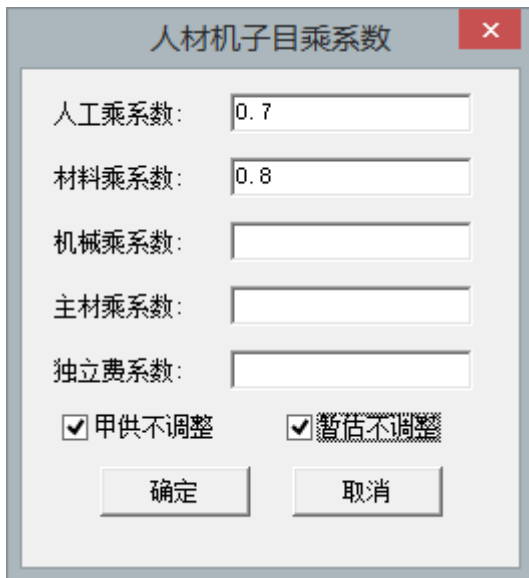 人材机子目乘系数
人工乘系数: 0.7
材料乘系数: 0.8
机械乘系数:
主材乘系数:
独立费系数:
甲供不调整 暂估不调整
确定 取消